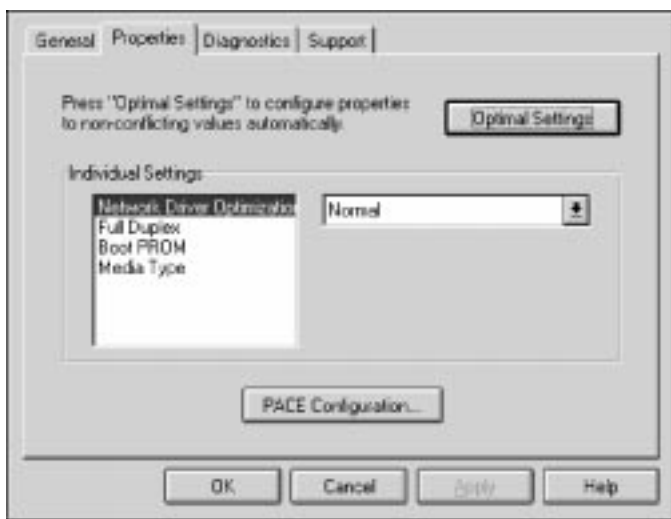 General Properties Diagnostics Support
Press "Optimal Settings" to configure properties
to non-conflicting values automatically.
Optimal Settings
Individual Settings
Network Driver Optimizatio
Normal
Full Duplex
Boot PROM
Media Type
PACE Configuration...
OK Cancel Apply Help